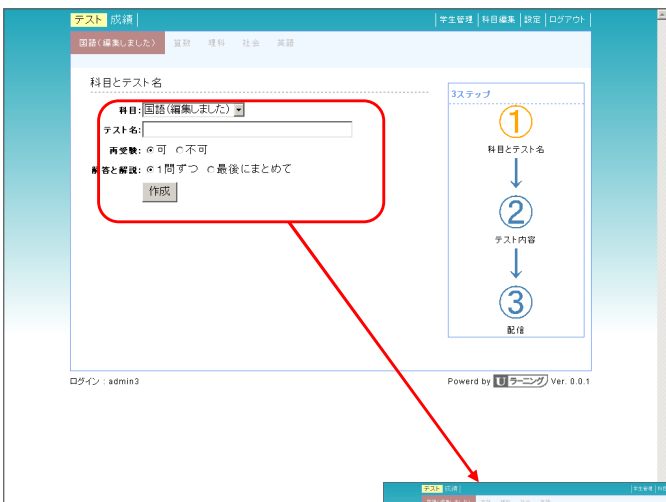 テスト 成績 学生管理 科目編集 設定 ログアウト
国語(編集しました) 算数 理科 社会 英語
科目とテスト名
科目: 国語(編集しました)
テスト名:
再受験: 可 不可
解答と解説: 1問ずつ 最後にまとめて
作成
3ステップ
1
科目とテスト名
2
テスト内容
3
配信
ログイン : admin3
Powerd by U ラーニング Ver. 0.0.1
テスト 成績